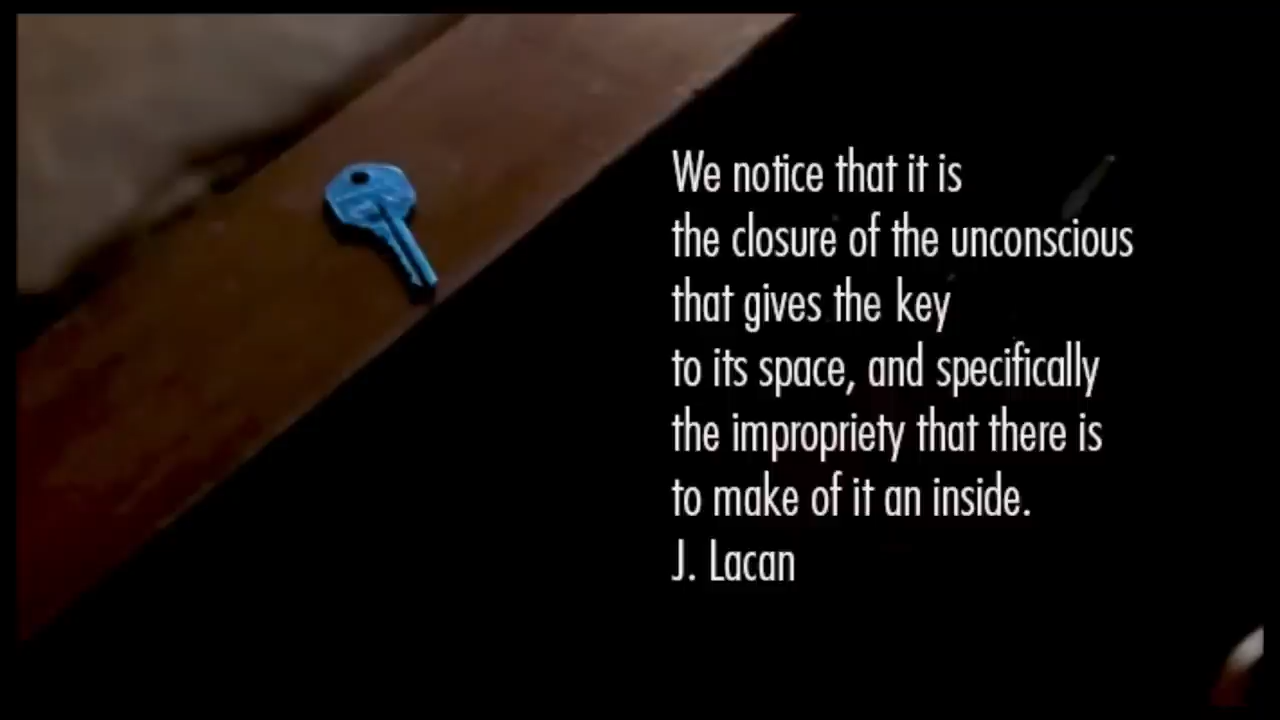 We notice that it is
the closure of the unconscious
that gives the key
to its space, and specifically
the impropriety that there is
to make of it an inside.
J. Lacan